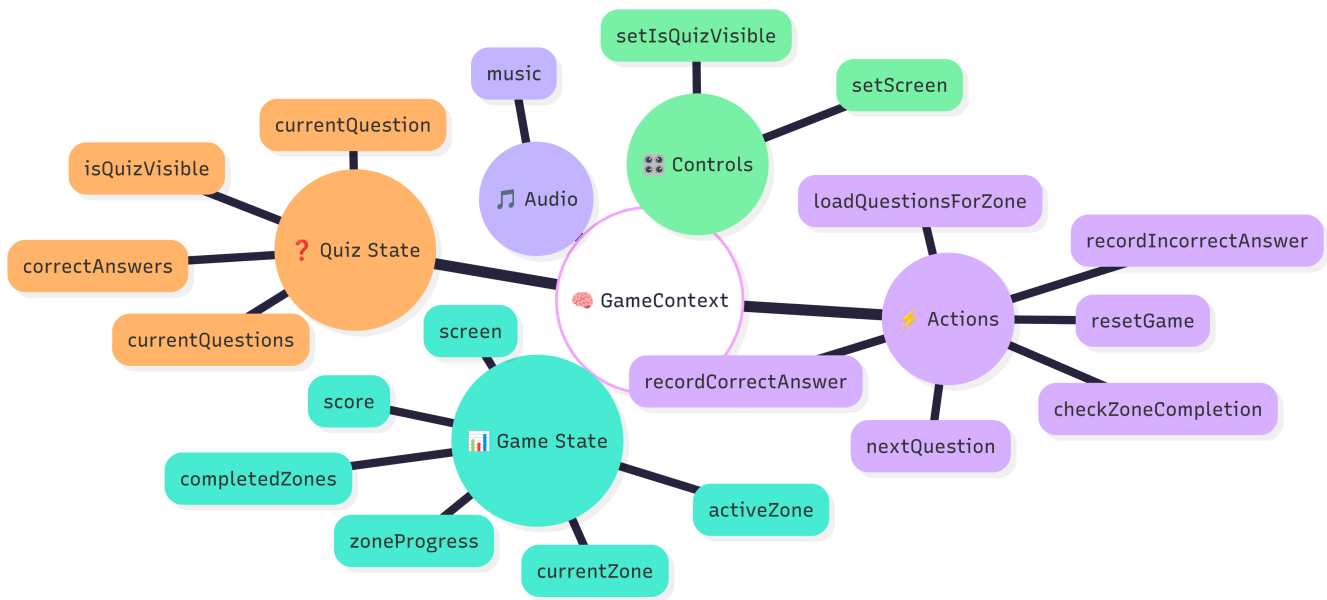 setIsQuizVisible
music
setScreen
currentQuestion
isQuizVisible
🎛️ Controls
🎵 Audio
loadQuestionsForZone
❓ Quiz State
recordIncorrectAnswer
correctAnswers
🧠 GameContext
⚡ Actions
resetGame
currentQuestions
screen
recordCorrectAnswer
score
checkZoneCompletion
📊 Game State
nextQuestion
completedZones
activeZone
zoneProgress
currentZone